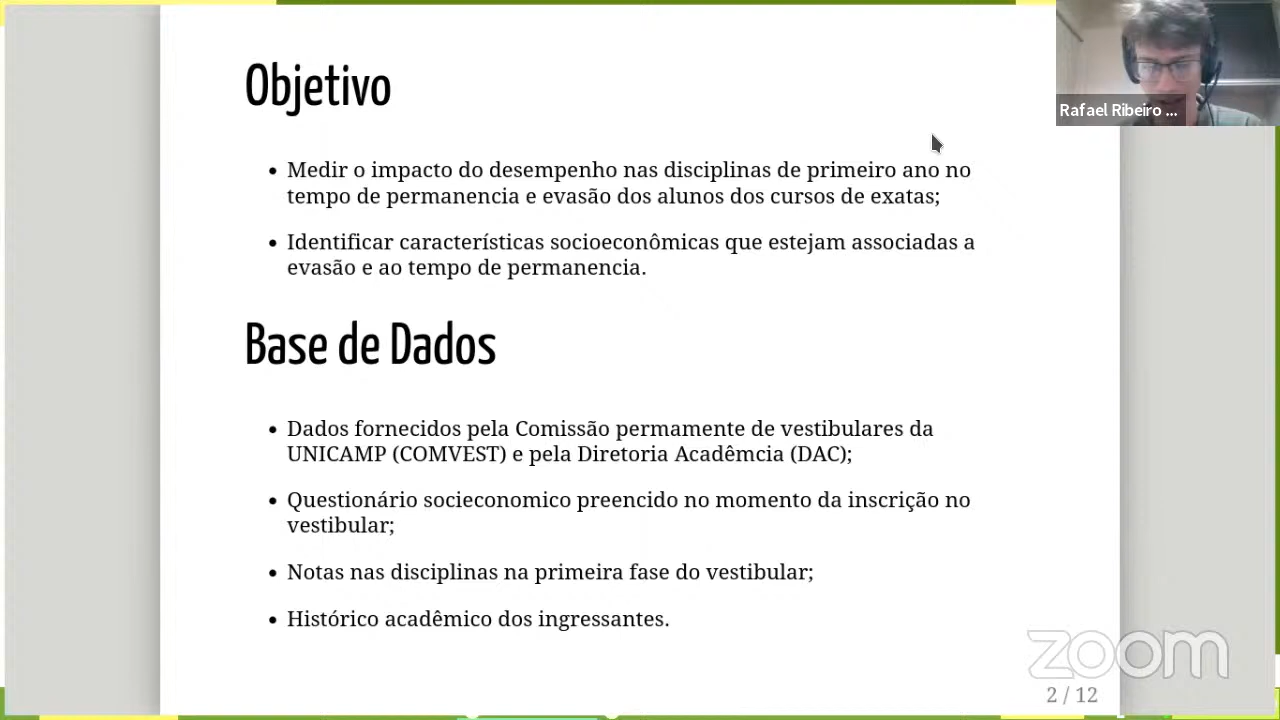 Objetivo
Medir o impacto do desempenho nas disciplinas de primeiro ano no
tempo de permanencia e evasão dos alunos dos cursos de exatas;
Identificar características socioeconômicas que estejam associadas a
evasão e ao tempo de permanencia.
Base de Dados
Dados fornecidos pela Comissão permamente de vestibulares da
UNICAMP (COMVEST) e pela Diretoria Acadêmcia (DAC);
Questionário socieconomico preencido no momento da inscrição no
vestibular;
Notas nas disciplinas na primeira fase do vestibular;
Histórico acadêmico dos ingressantes.
Rafael Ribeiro ...
zoom
2 / 12